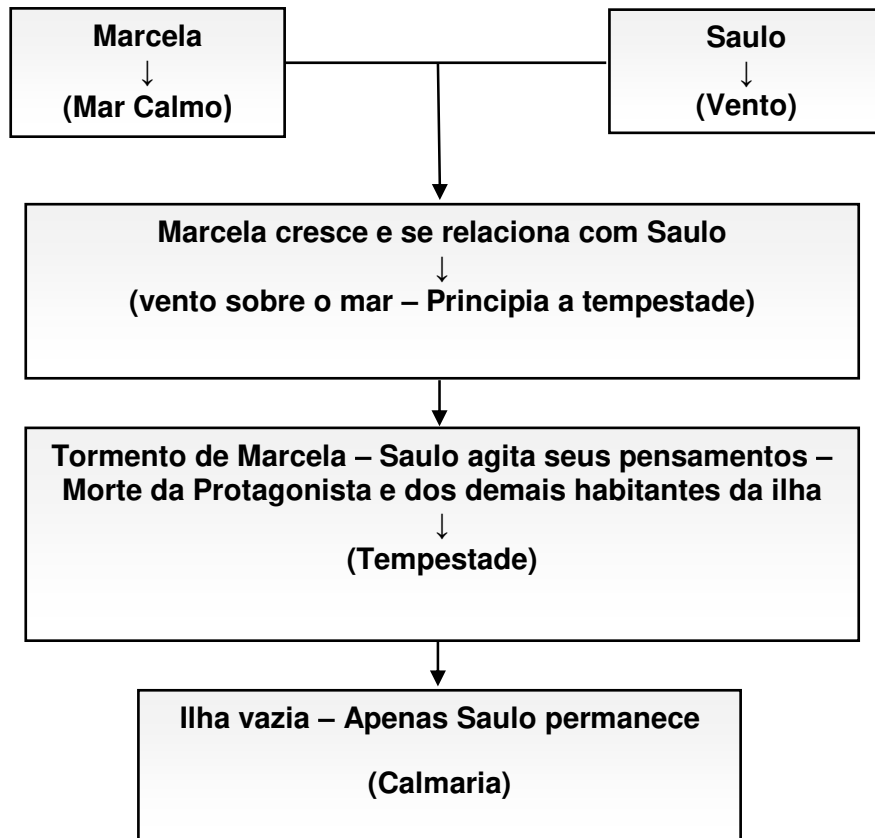 Marcela
↓
(Mar Calmo)
Saulo
↓
(Vento)
Marcela cresce e se relaciona com Saulo
↓
(vento sobre o mar – Principia a tempestade)
Tormento de Marcela – Saulo agita seus pensamentos –
Morte da Protagonista e dos demais habitantes da ilha
↓
(Tempestade)
Ilha vazia – Apenas Saulo permanece
(Calmaria)